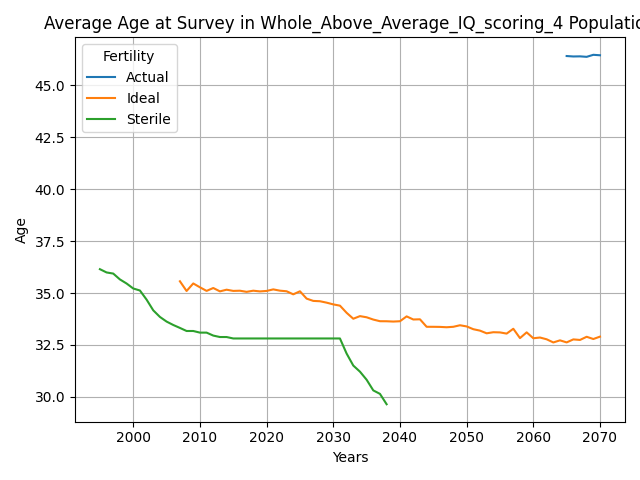 Average Age at Survey in Whole_Above_Average_IQ_scoring_4 Populatio
Fertility
Actual
Ideal
Sterile
45.0
42.5
40.0
37.5
35.0
32.5
30.0
Age
2000 2010 2020 2030 2040 2050 2060 2070
Years